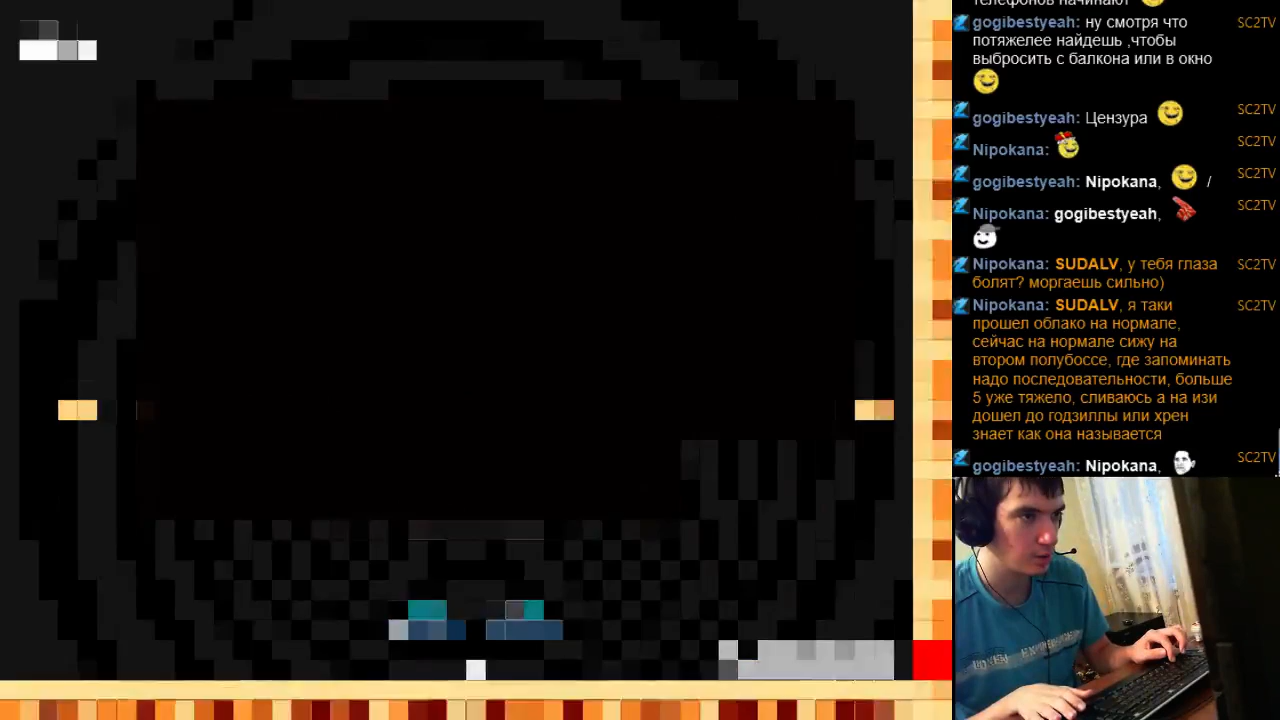 телефонов начинают
gogibestyeah: ну смотря что SC2TV
потяжелее найдешь ,чтобы
выбросить с балкона или в окно
gogibestyeah: Цензура SC2TV
Nipokana: SC2TV
gogibestyeah: Nipokana, / SC2TV
Nipokana: gogibestyeah, SC2TV
Nipokana: SUDALV, у тебя глаза SC2TV
болят? моргаешь сильно)
Nipokana: SUDALV, я таки SC2TV
прошел облако на нормале,
сейчас на нормале сижу на
втором полубоссе, где запоминать
надо последовательности, больше
5 уже тяжело, сливаюсь а на изи
дошел до годзиллы или хрен
знает как она называется
gogibestyeah: Nipokana, SC2TV